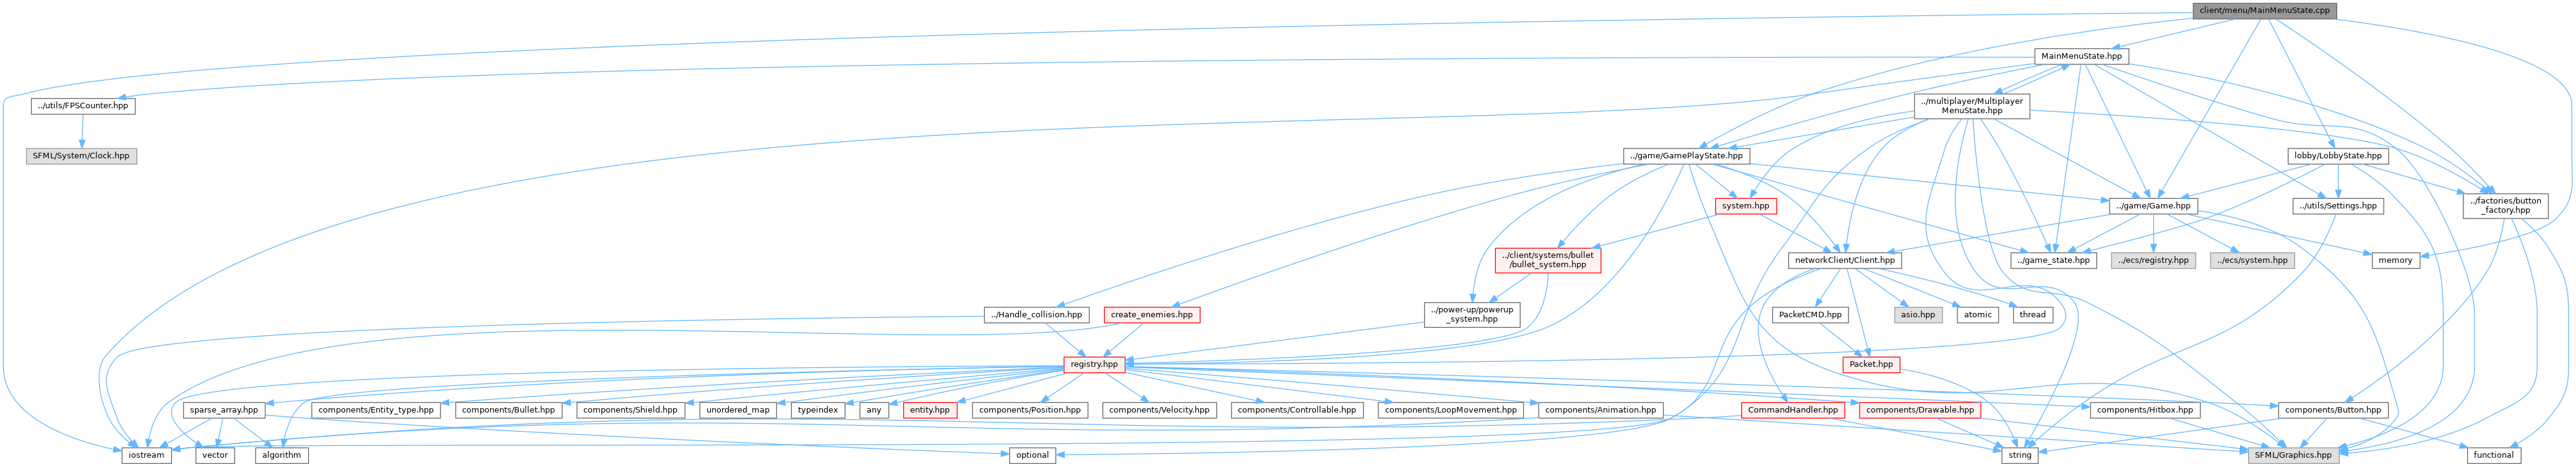 client/menu/MainMenuState.cpp
MainMenuState.hpp
../utils/FPSCounter.hpp
../multiplayer/Multiplayer
MenuState.hpp
SFML/System/Clock.hpp
../game/GamePlayState.hpp
lobby/LobbyState.hpp
system.hpp
../game/Game.hpp
../utils/Settings.hpp
../factories/button
_factory.hpp
../client/systems/bullet
/bullet_system.hpp
networkClient/Client.hpp
../game_state.hpp
../ecs/registry.hpp
../ecs/system.hpp
memory
../Handle_collision.hpp
create_enemies.hpp
../power-up/powerup
_system.hpp
PacketCMD.hpp
asio.hpp
atomic
thread
registry.hpp
Packet.hpp
sparse_array.hpp
components/Entity_type.hpp
components/Bullet.hpp
components/Shield.hpp
unordered_map
typeindex
any
entity.hpp
components/Position.hpp
components/Velocity.hpp
components/Controllable.hpp
components/LoopMovement.hpp
components/Animation.hpp
CommandHandler.hpp
components/Drawable.hpp
components/Hitbox.hpp
components/Button.hpp
iostream
vector
algorithm
optional
string
SFML/Graphics.hpp
functional